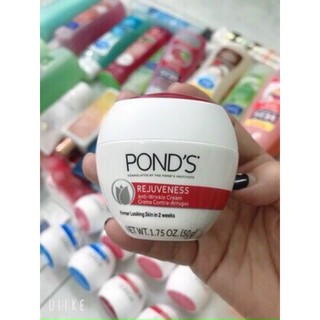 POND'S
FORMULATED BY THE POND'S INSTITUTE
REJUVENESS
Anti-Wrinkle Cream
Crema Contra-Arrugas
Firmer Looking Skin in 2 weeks
NET WT. 1.75 OZ. (50g)
ULIKE